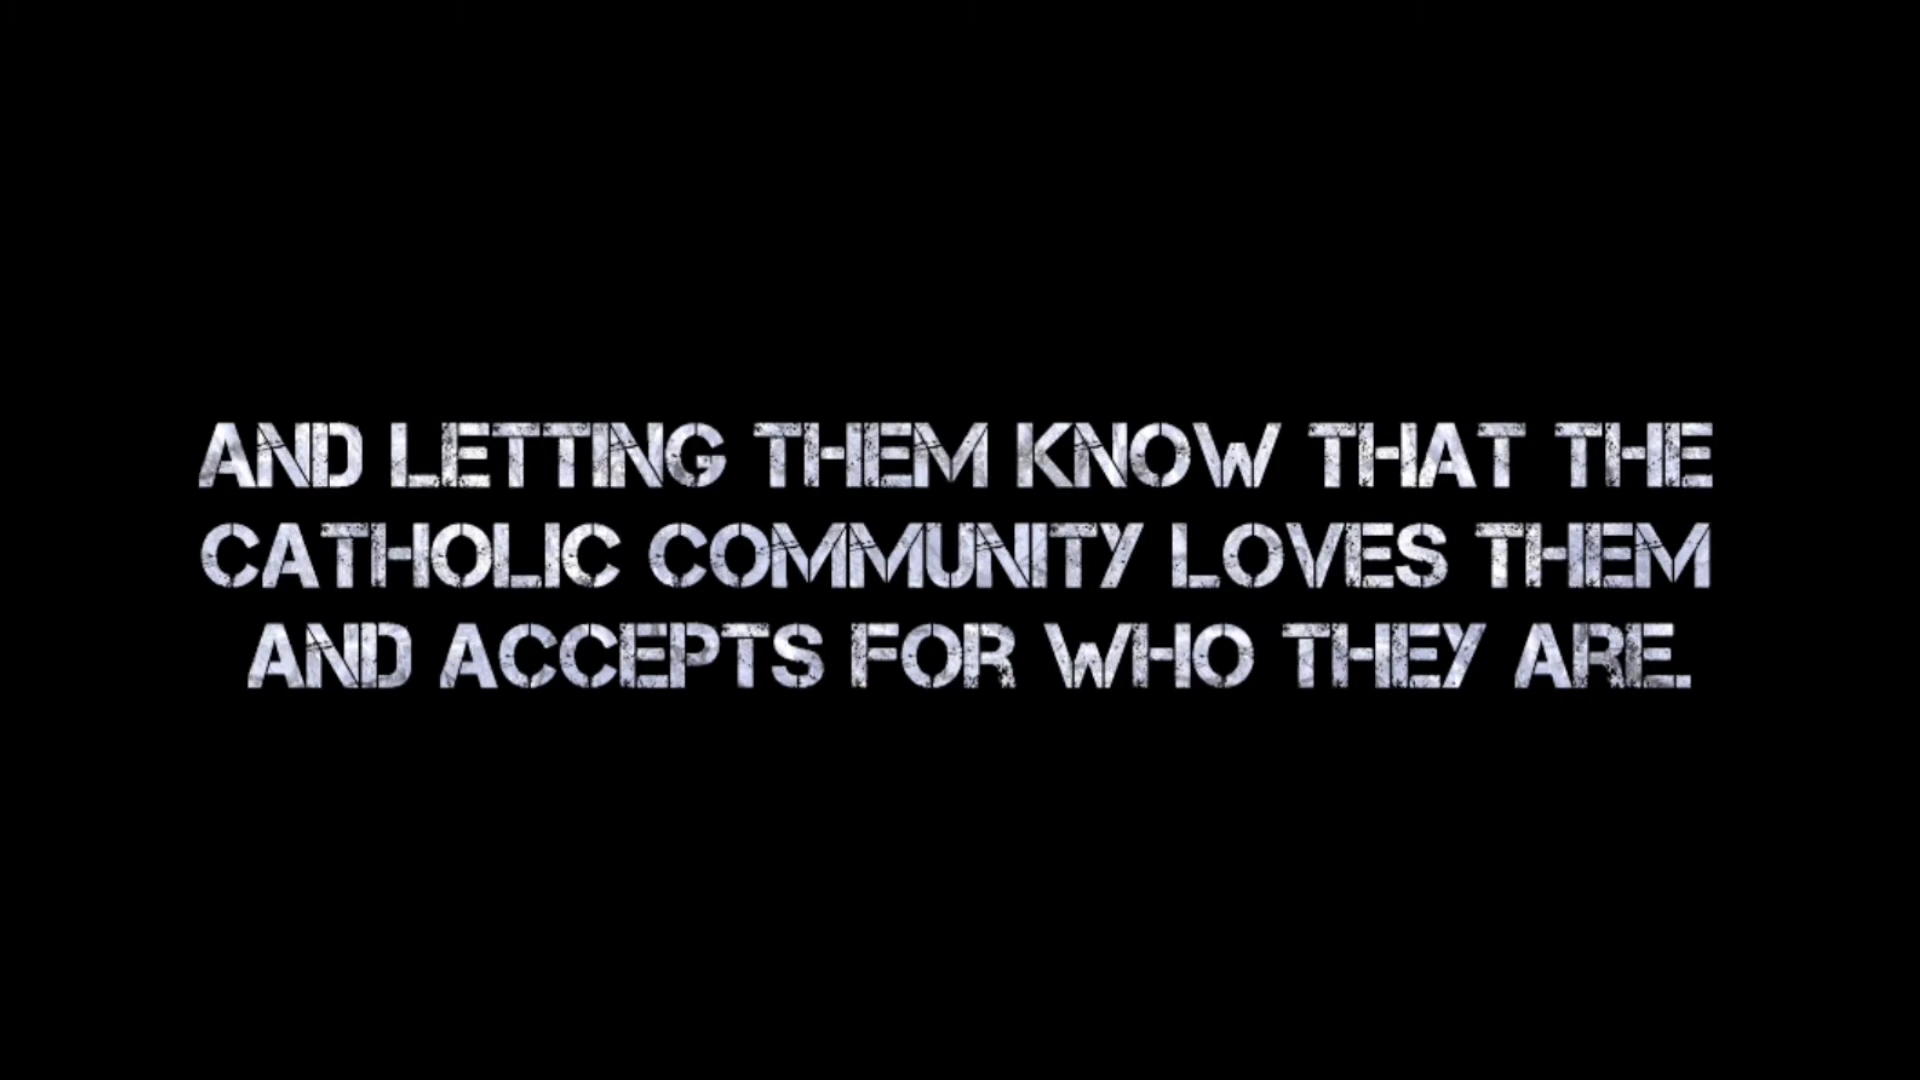 AND LETTING THEM KNOW THAT THE
CATHOLIC COMMUNITY LOVES THEM
AND ACCEPTS FOR WHO THEY ARE.